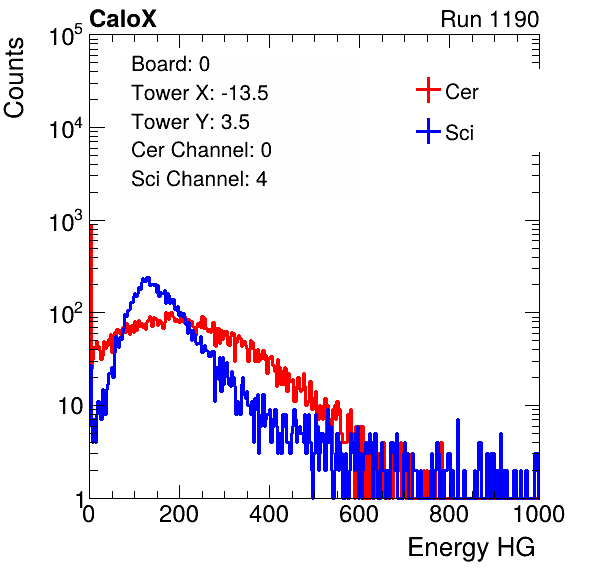 CaloX Run 1190
Counts
10^5
10^4
10^3
10^2
10
1
Board: 0
Tower X: -13.5
Tower Y: 3.5
Cer Channel: 0
Sci Channel: 4
Cer
Sci
0 200 400 600 800 1000
Energy HG